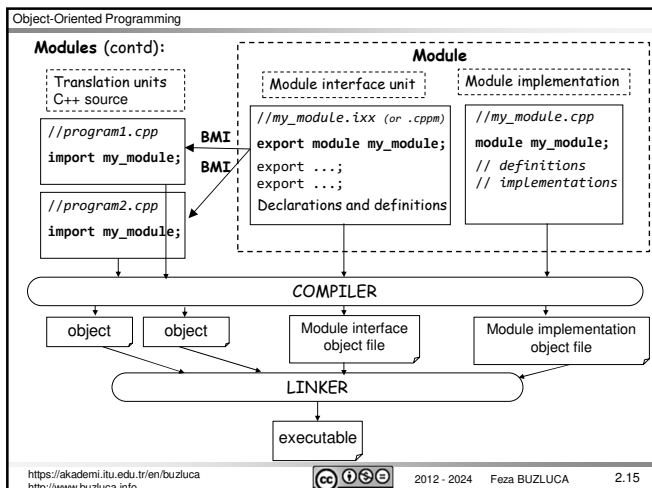 Object-Oriented Programming
Modules (contd):
Module
Translation units
C++ source
Module interface unit
Module implementation
//program1.cpp
import my_module;
BMI
BMI
//program2.cpp
import my_module;
//my_module.ixx (or .cppm)
export module my_module;
export ...;
export ...;
Declarations and definitions
//my_module.cpp
module my_module;
// definitions
// implementations
COMPILER
object
object
Module interface
object file
Module implementation
object file
LINKER
executable
https://akademi.itu.edu.tr/en/buzluca
http://www.buzluca.info
cc
2012 - 2024 Feza BUZLUCA
2.15